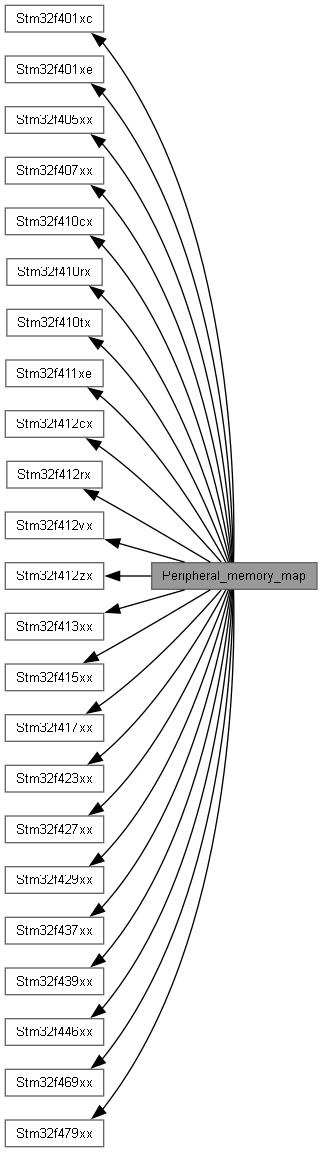 Stm32f401xc
Stm32f401xe
Stm32f405xx
Stm32f407xx
Stm32f410cx
Stm32f410rx
Stm32f410tx
Stm32f411xe
Stm32f412cx
Stm32f412rx
Stm32f412vx
Peripheral_memory_map
Stm32f412zx
Stm32f413xx
Stm32f415xx
Stm32f417xx
Stm32f423xx
Stm32f427xx
Stm32f429xx
Stm32f437xx
Stm32f439xx
Stm32f446xx
Stm32f469xx
Stm32f479xx